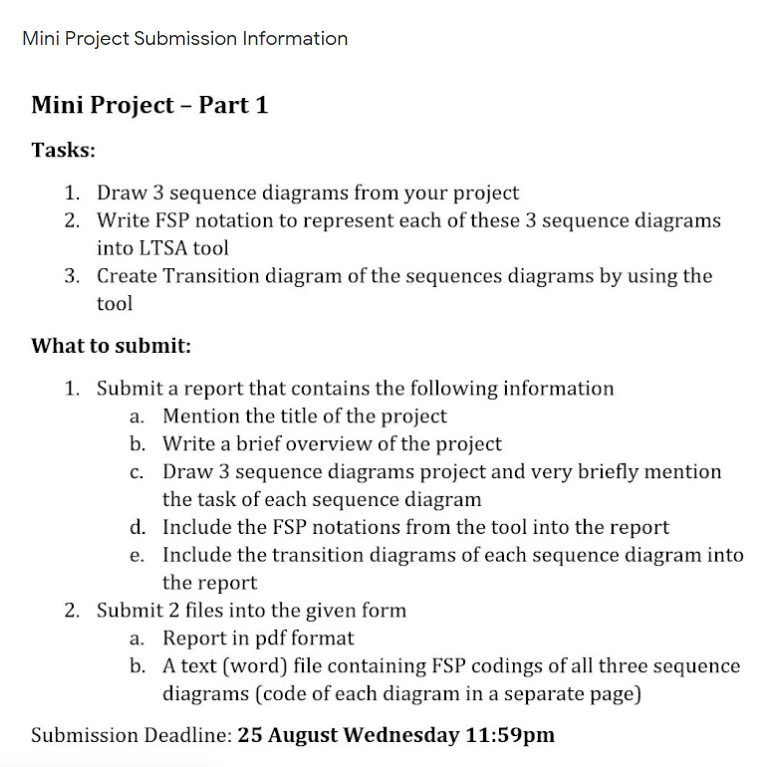 Mini Project Submission Information
Mini Project – Part 1
Tasks:
1. Draw 3 sequence diagrams from your project
2. Write FSP notation to represent each of these 3 sequence diagrams
into LTSA tool
3. Create Transition diagram of the sequences diagrams by using the
tool
What to submit:
1. Submit a report that contains the following information
a. Mention the title of the project
b. Write a brief overview of the project
c. Draw 3 sequence diagrams project and very briefly mention
the task of each sequence diagram
d. Include the FSP notations from the tool into the report
e. Include the transition diagrams of each sequence diagram into
the report
2. Submit 2 files into the given form
a. Report in pdf format
b. A text (word) file containing FSP codings of all three sequence
diagrams (code of each diagram in a separate page)
Submission Deadline: 25 August Wednesday 11:59pm